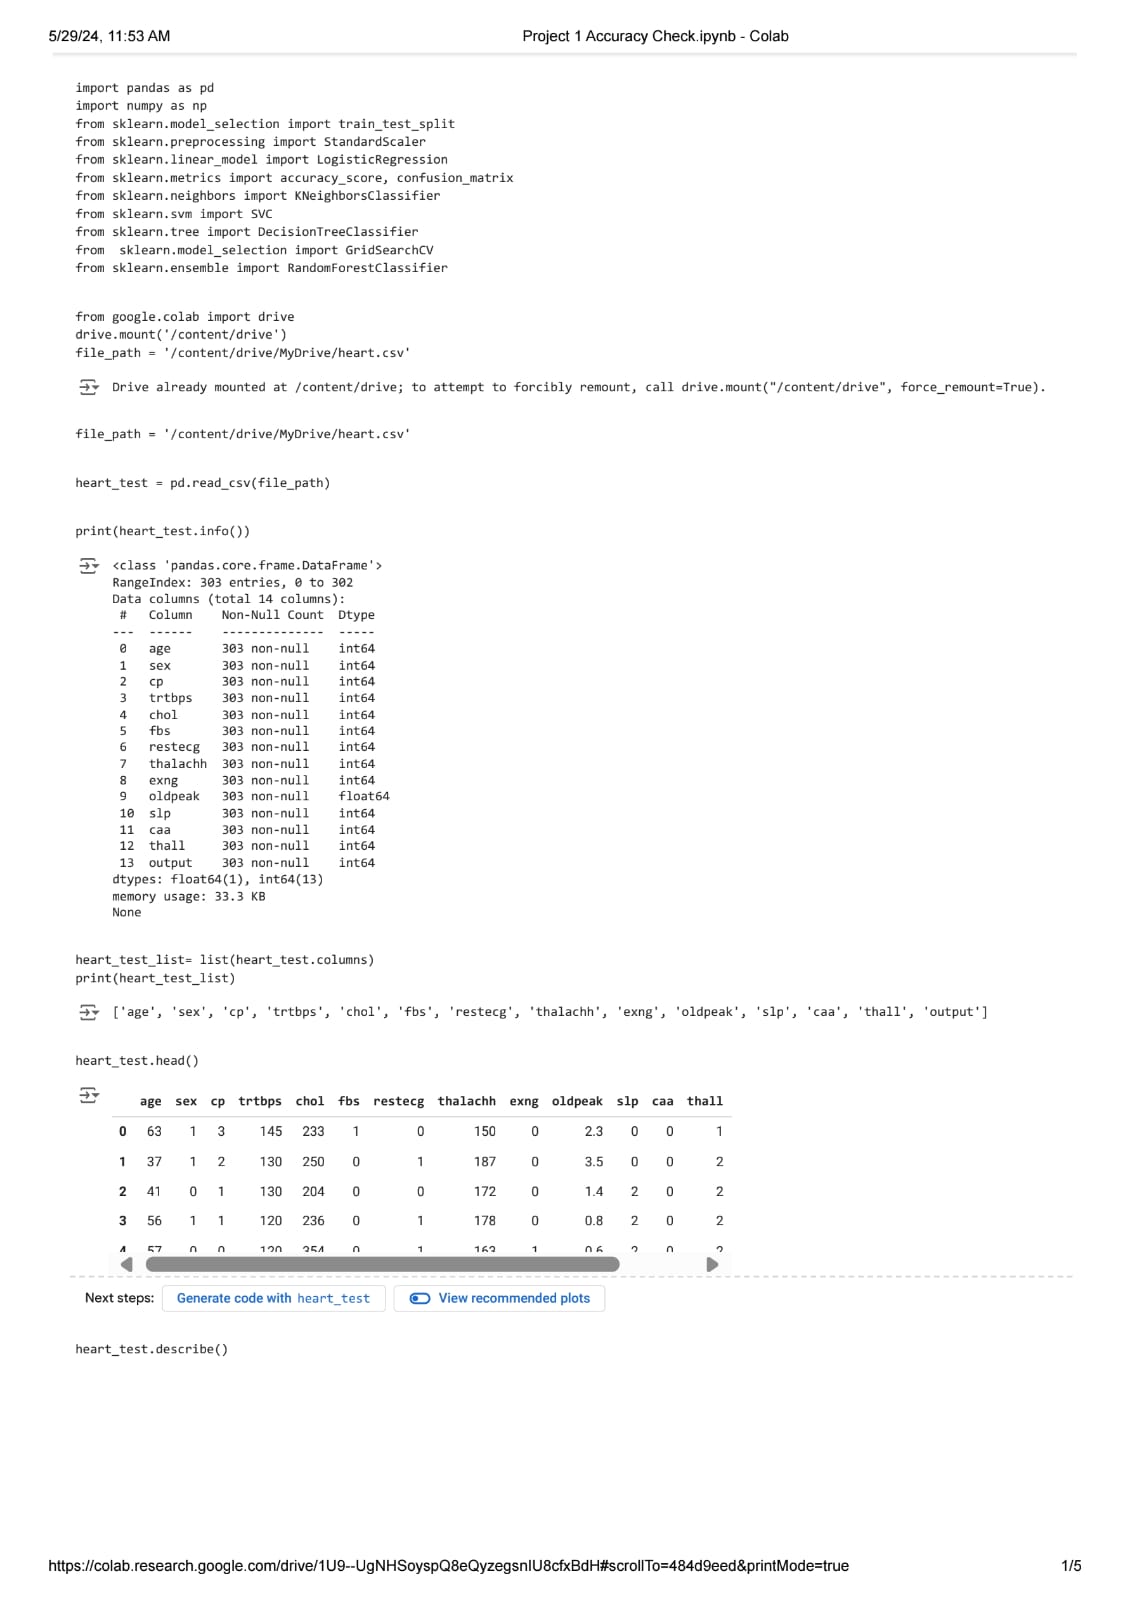 5/29/24, 11:53 AM
Project 1 Accuracy Check.ipynb - Colab
import pandas as pd
import numpy as np
from sklearn.model_selection import train_test_split
from sklearn.preprocessing import StandardScaler
from sklearn.linear_model import LogisticRegression
from sklearn.metrics import accuracy_score, confusion_matrix
from sklearn.neighbors import KNeighborsClassifier
from sklearn.svm import SVC
from sklearn.tree import DecisionTreeClassifier
from  sklearn.model_selection import GridSearchCV
from sklearn.ensemble import RandomForestClassifier
from google.colab import drive
drive.mount('/content/drive')
file_path = '/content/drive/MyDrive/heart.csv'
Drive already mounted at /content/drive; to attempt to forcibly remount, call drive.mount("/content/drive", force_remount=True).
file_path = '/content/drive/MyDrive/heart.csv'
heart_test = pd.read_csv(file_path)
print(heart_test.info())
<class 'pandas.core.frame.DataFrame'>
RangeIndex: 303 entries, 0 to 302
Data columns (total 14 columns):
 #   Column    Non-Null Count  Dtype
---  ------    --------------  -----
 0   age       303 non-null    int64
 1   sex       303 non-null    int64
 2   cp        303 non-null    int64
 3   trtbps    303 non-null    int64
 4   chol      303 non-null    int64
 5   fbs       303 non-null    int64
 6   restecg   303 non-null    int64
 7   thalachh  303 non-null    int64
 8   exng      303 non-null    int64
 9   oldpeak   303 non-null    float64
 10  slp       303 non-null    int64
 11  caa       303 non-null    int64
 12  thall     303 non-null    int64
 13  output    303 non-null    int64
dtypes: float64(1), int64(13)
memory usage: 33.3 KB
None
heart_test_list= list(heart_test.columns)
print(heart_test_list)
['age', 'sex', 'cp', 'trtbps', 'chol', 'fbs', 'restecg', 'thalachh', 'exng', 'oldpeak', 'slp', 'caa', 'thall', 'output']
heart_test.head()
age sex cp trtbps chol fbs restecg thalachh exng oldpeak slp caa thall
0 63 1 3 145 233 1 0 150 0 2.3 0 0 1
1 37 1 2 130 250 0 1 187 0 3.5 0 0 2
2 41 0 1 130 204 0 0 172 0 1.4 2 0 2
3 56 1 1 120 236 0 1 178 0 0.8 2 0 2
4 57 0 0 120 354 0 1 163 1 0.6 2 0 2
Next steps: Generate code with heart_test View recommended plots
heart_test.describe()
https://colab.research.google.com/drive/1U9--UgNHSoyspQ8eQyzegsnIU8cfxBdH#scrollTo=484d9eed&printMode=true
1/5